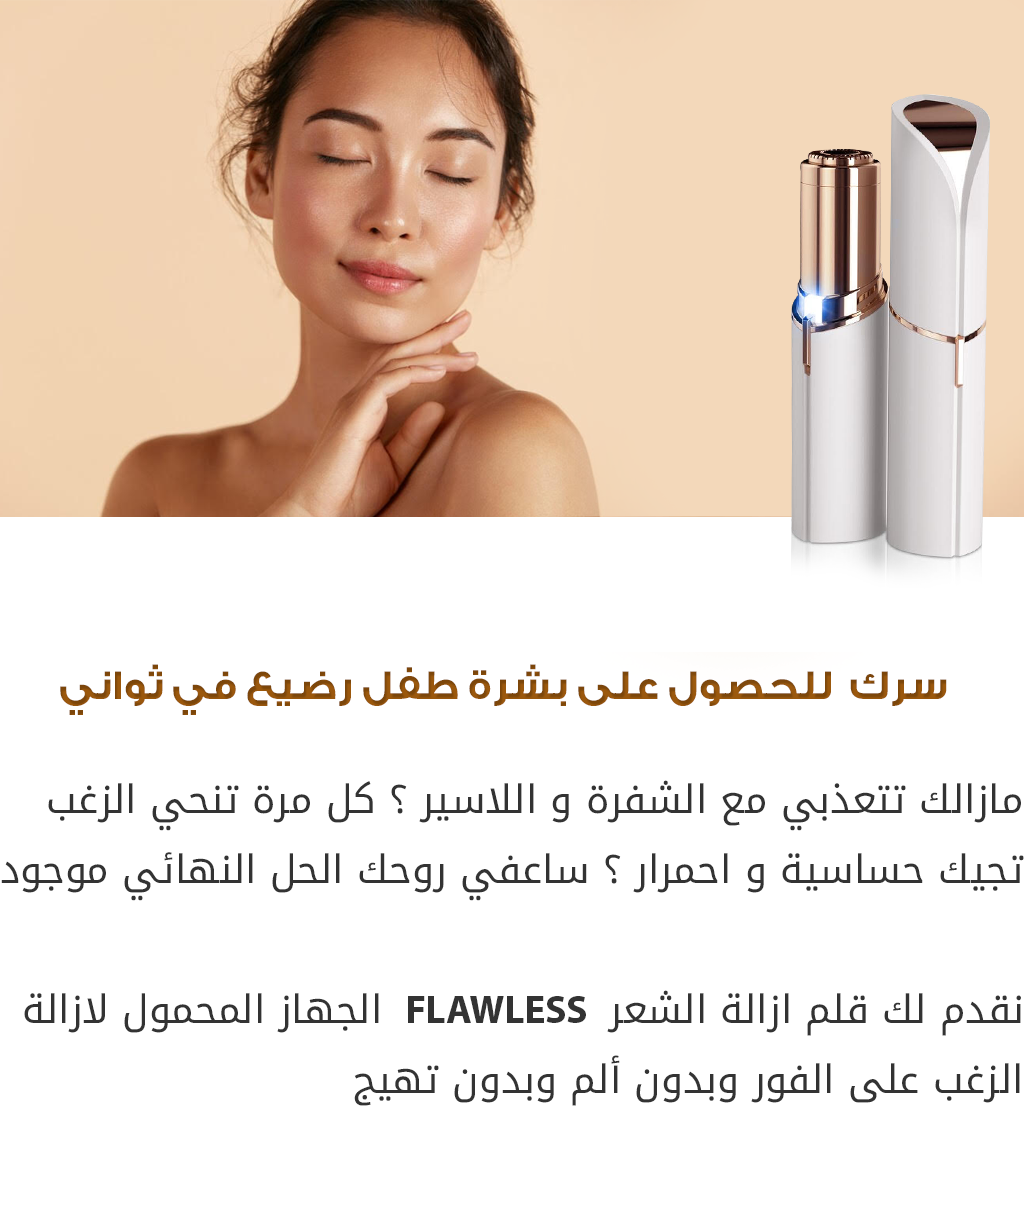 سرك للحصول على بشرة طفل رضيع في ثواني
مازالك تتعذبي مع الشفرة و اللاسير ؟ كل مرة تنحي الزغب
تجيك حساسية و احمرار ؟ ساعفي روحك الحل النهائي موجود
نقدم لك قلم ازالة الشعر FLAWLESS الجهاز المحمول لازالة
الزغب على الفور وبدون ألم وبدون تهيج